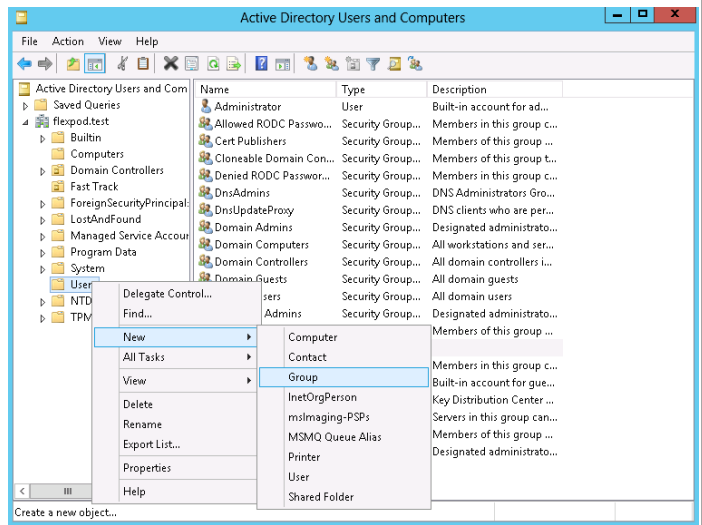 Active Directory Users and Computers
File Action View Help
Active Directory Users and Com
Saved Queries
flexpod.test
Builtin
Computers
Domain Controllers
Fast Track
ForeignSecurityPrincipal:
LostAndFound
Managed Service Accour
Program Data
System
User
NTD
TPM
Name Type Description
Administrator User Built-in account for ad...
Allowed RODC Passwo... Security Group... Members in this group c...
Cert Publishers Security Group... Members of this group ...
Cloneable Domain Con... Security Group... Members of this group t...
Denied RODC Passwor... Security Group... Members in this group c...
DnsAdmins Security Group... DNS Administrators Gro...
DnsUpdateProxy Security Group... DNS clients who are per...
Domain Admins Security Group... Designated administrato...
Domain Computers Security Group... All workstations and ser...
Domain Controllers Security Group... All domain controllers i...
Domain Guests Security Group... All domain guests
sers Security Group... All domain users
Admins Security Group... Designated administrato...
Members of this group ...
Members in this group c...
Built-in account for gue...
Key Distribution Center ...
Servers in this group can...
Members of this group ...
Designated administrato...
Delegate Control...
Find...
New
All Tasks
View
Delete
Rename
Export List...
Properties
Help
Computer
Contact
Group
InetOrgPerson
msImaging-PSPs
MSMQ Queue Alias
Printer
User
Shared Folder
Create a new object...